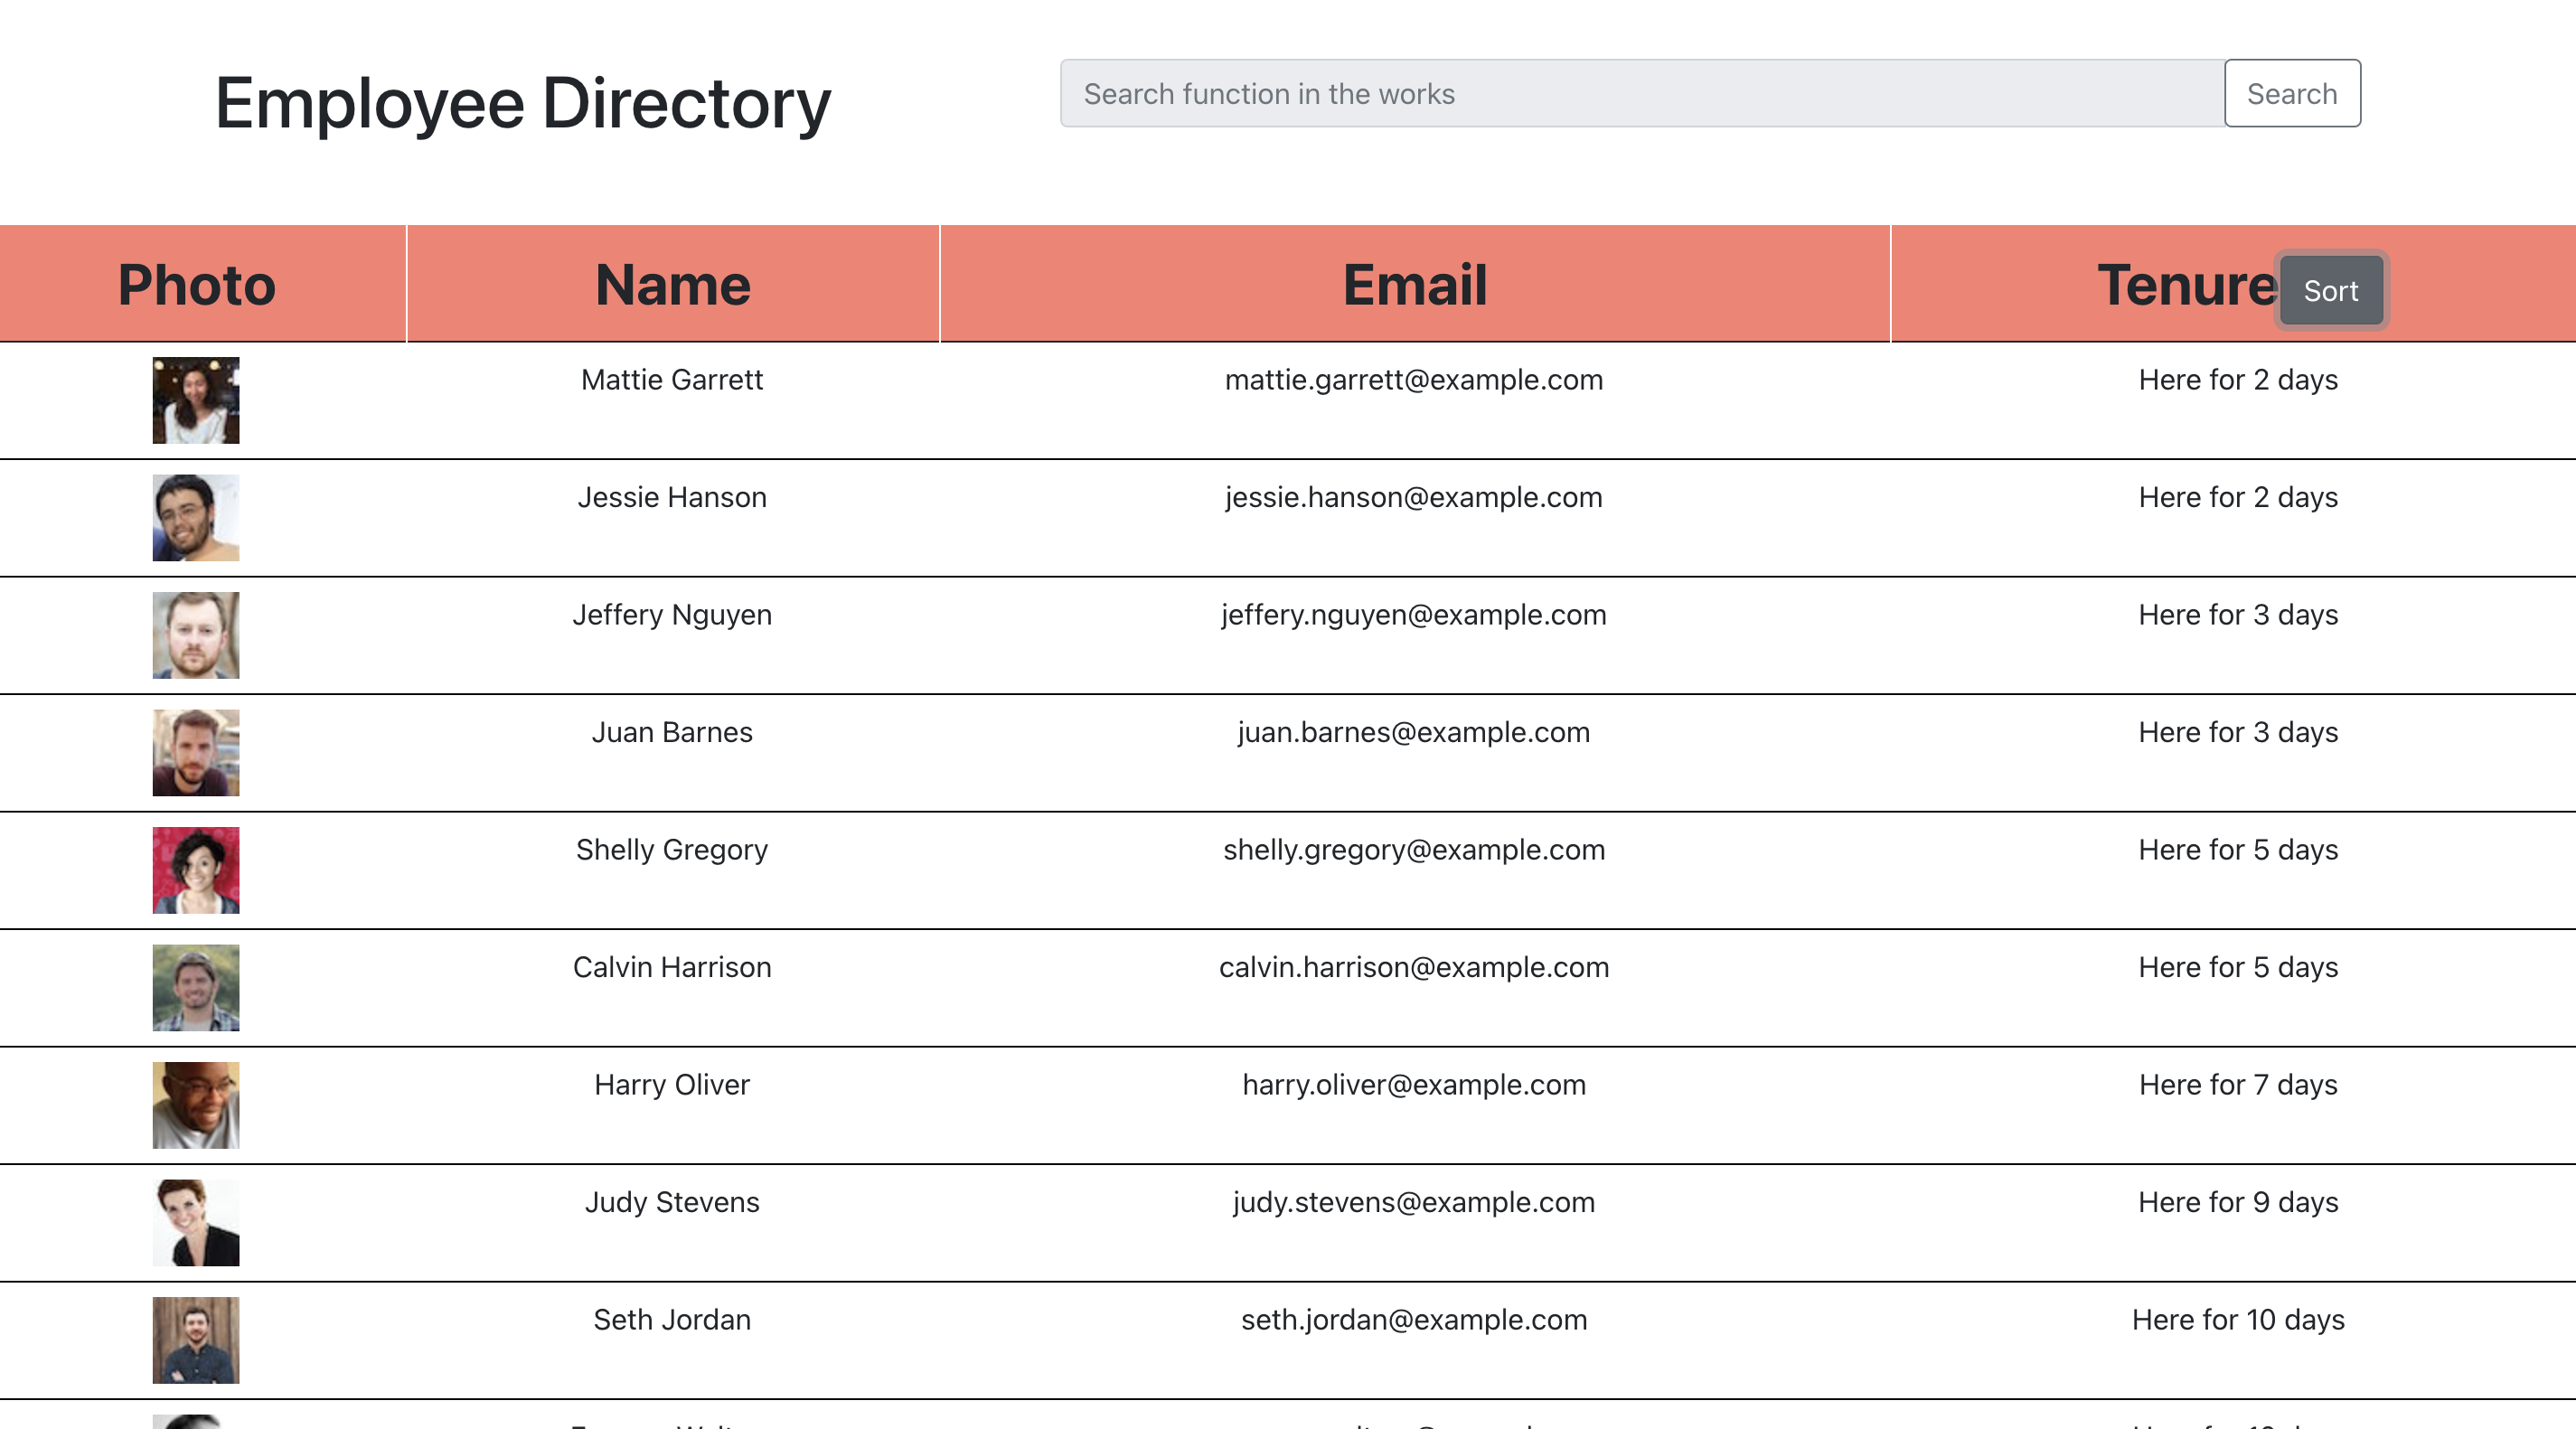 Employee Directory
Search function in the works Search
Photo Name Email Tenure Sort
Mattie Garrett mattie.garrett@example.com Here for 2 days
Jessie Hanson jessie.hanson@example.com Here for 2 days
Jeffery Nguyen jeffery.nguyen@example.com Here for 3 days
Juan Barnes juan.barnes@example.com Here for 3 days
Shelly Gregory shelly.gregory@example.com Here for 5 days
Calvin Harrison calvin.harrison@example.com Here for 5 days
Harry Oliver harry.oliver@example.com Here for 7 days
Judy Stevens judy.stevens@example.com Here for 9 days
Seth Jordan seth.jordan@example.com Here for 10 days